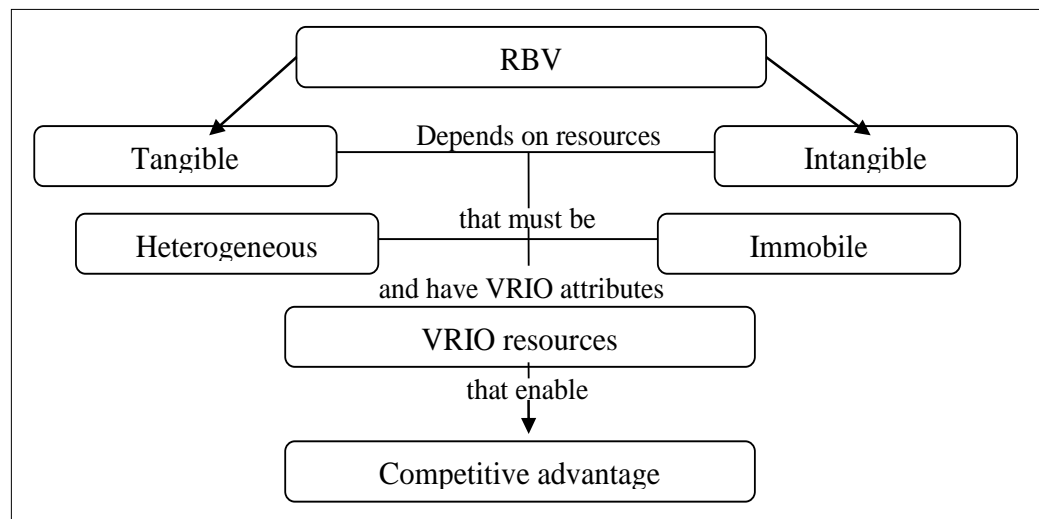 RBV
Depends on resources
Tangible
Intangible
that must be
Heterogeneous
Immobile
and have VRIO attributes
VRIO resources
that enable
Competitive advantage